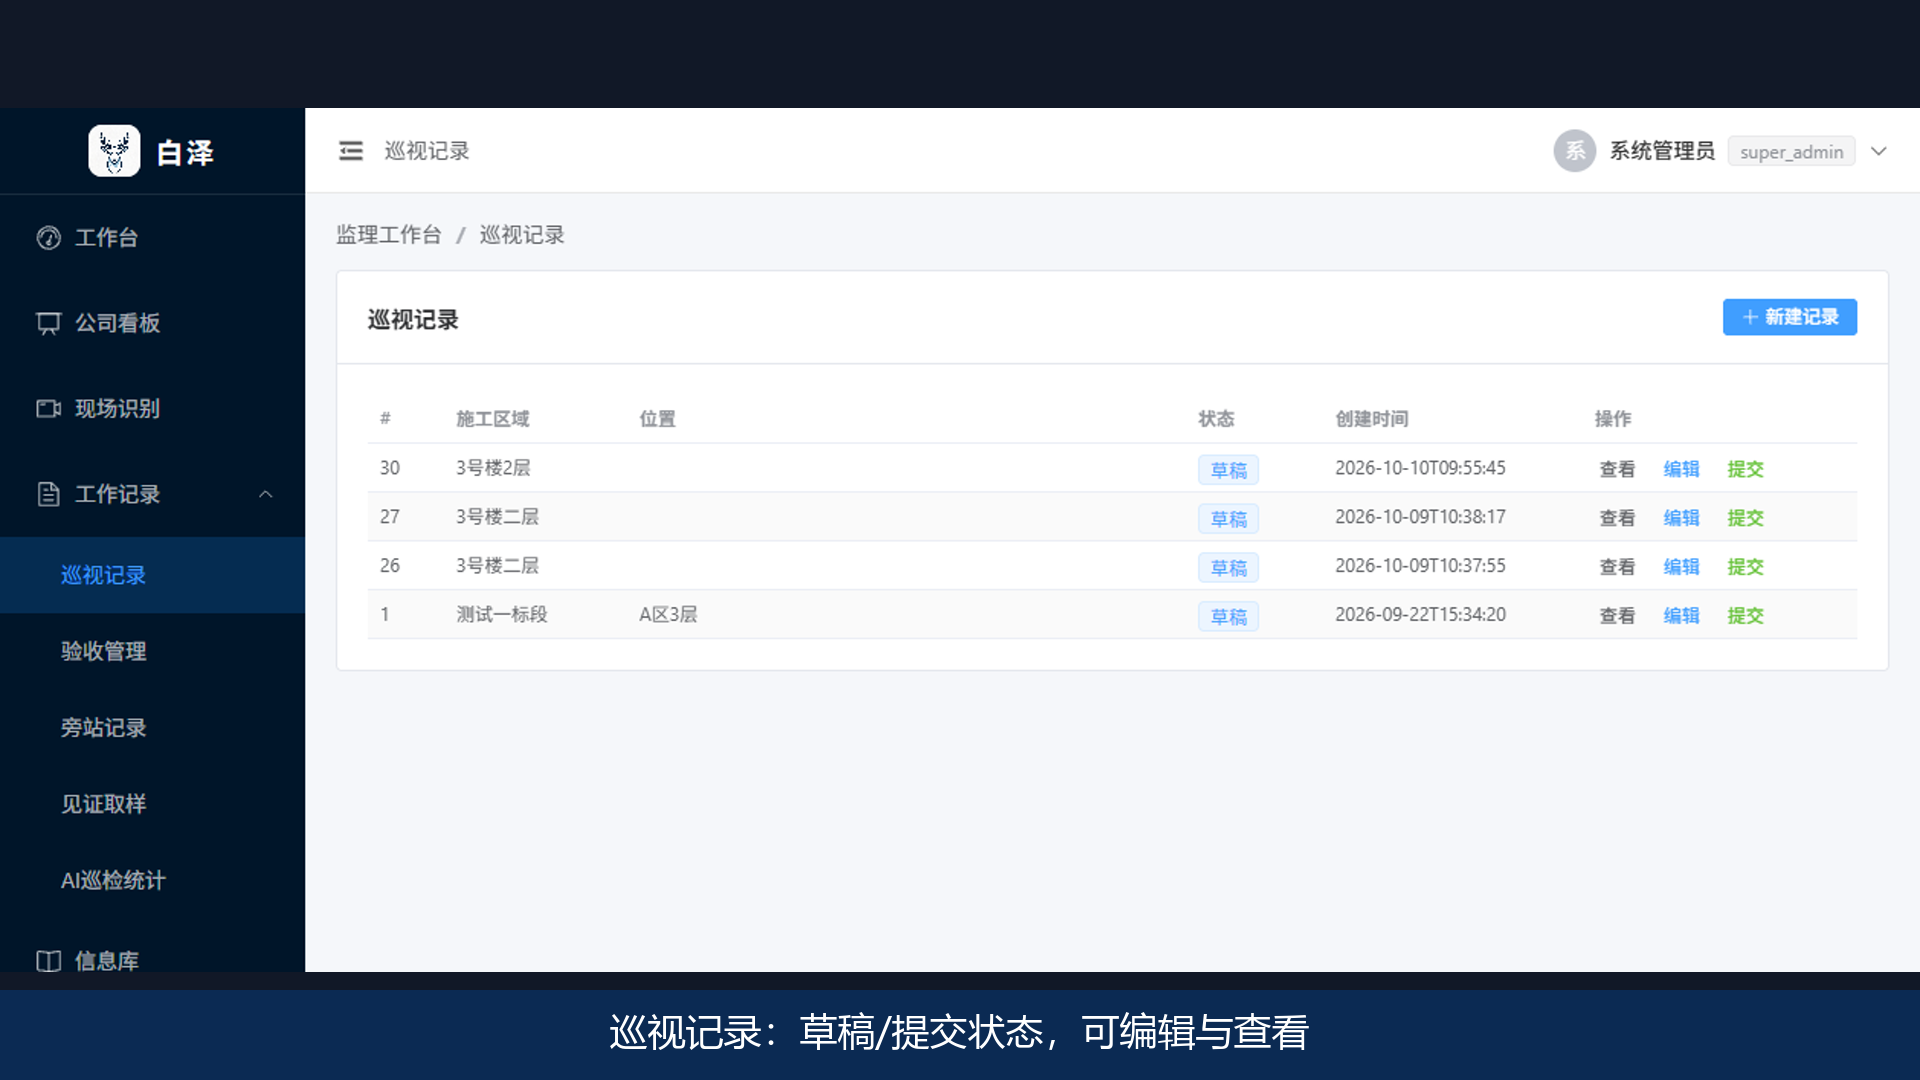 白泽
巡视记录
系 系统管理员 super_admin
工作台
公司看板
现场识别
工作记录
巡视记录
验收管理
旁站记录
见证取样
AI巡检统计
信息库
监理工作台 / 巡视记录
巡视记录
+ 新建记录
# 施工区域 位置 状态 创建时间 操作
30 3号楼2层 草稿 2026-10-10T09:55:45 查看 编辑 提交
27 3号楼二层 草稿 2026-10-09T10:38:17 查看 编辑 提交
26 3号楼二层 草稿 2026-10-09T10:37:55 查看 编辑 提交
1 测试一标段 A区3层 草稿 2026-09-22T15:34:20 查看 编辑 提交
巡视记录：草稿/提交状态，可编辑与查看